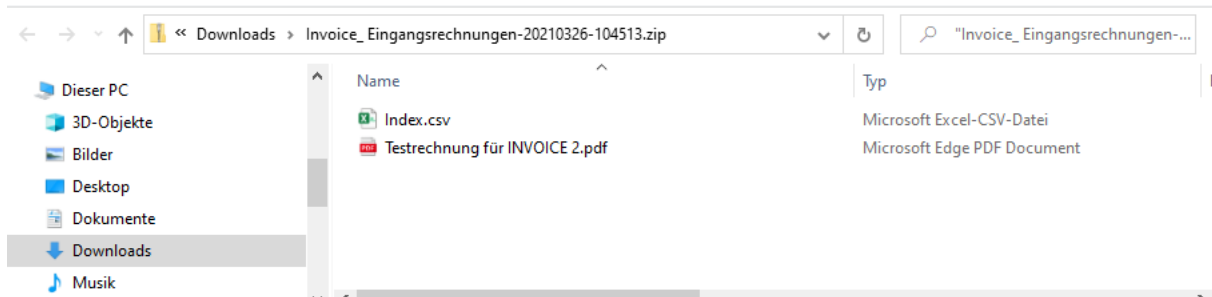 « Downloads › Invoice_ Eingangsrechnungen-20210326-104513.zip
"Invoice_ Eingangsrechnungen-...
Dieser PC
3D-Objekte
Bilder
Desktop
Dokumente
Downloads
Musik
Name Typ
Index.csv Microsoft Excel-CSV-Datei
PDF Testrechnung für INVOICE 2.pdf Microsoft Edge PDF Document